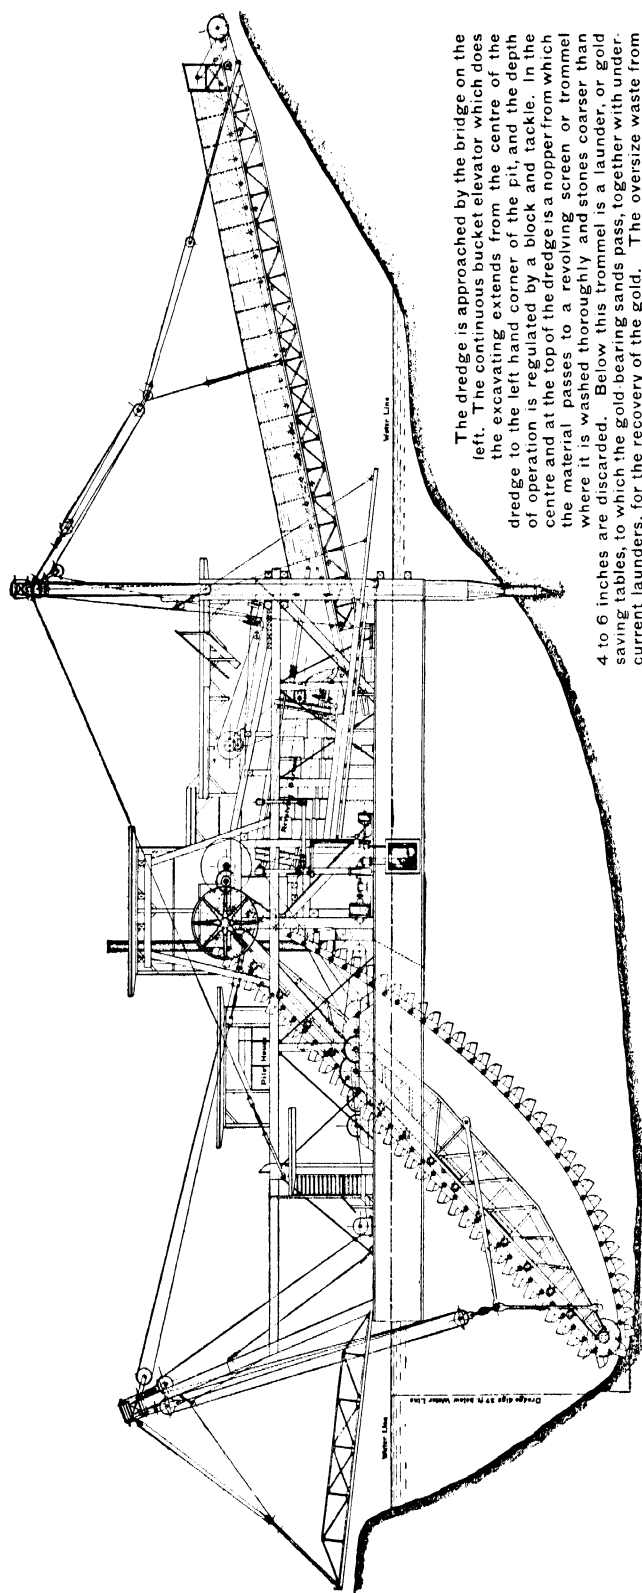 Pilot House
Revolving
Water Line
Water Line
Dredge digs 37 ft below Water Line
The dredge is approached by the bridge on the
left. The continuous bucket elevator which does
the excavating extends from the centre of the
dredge to the left hand corner of the pit, and the depth
of operation is regulated by a block and tackle. In the
centre and at the top of the dredge is a nopper from which
the material passes to a revolving screen or trommel
where it is washed thoroughly and stones coarser than
4 to 6 inches are discarded. Below this trommel is a launder, or gold
saving tables, to which the gold-bearing sands pass, together with under-
current launders, for the recovery of the gold. The oversize waste from